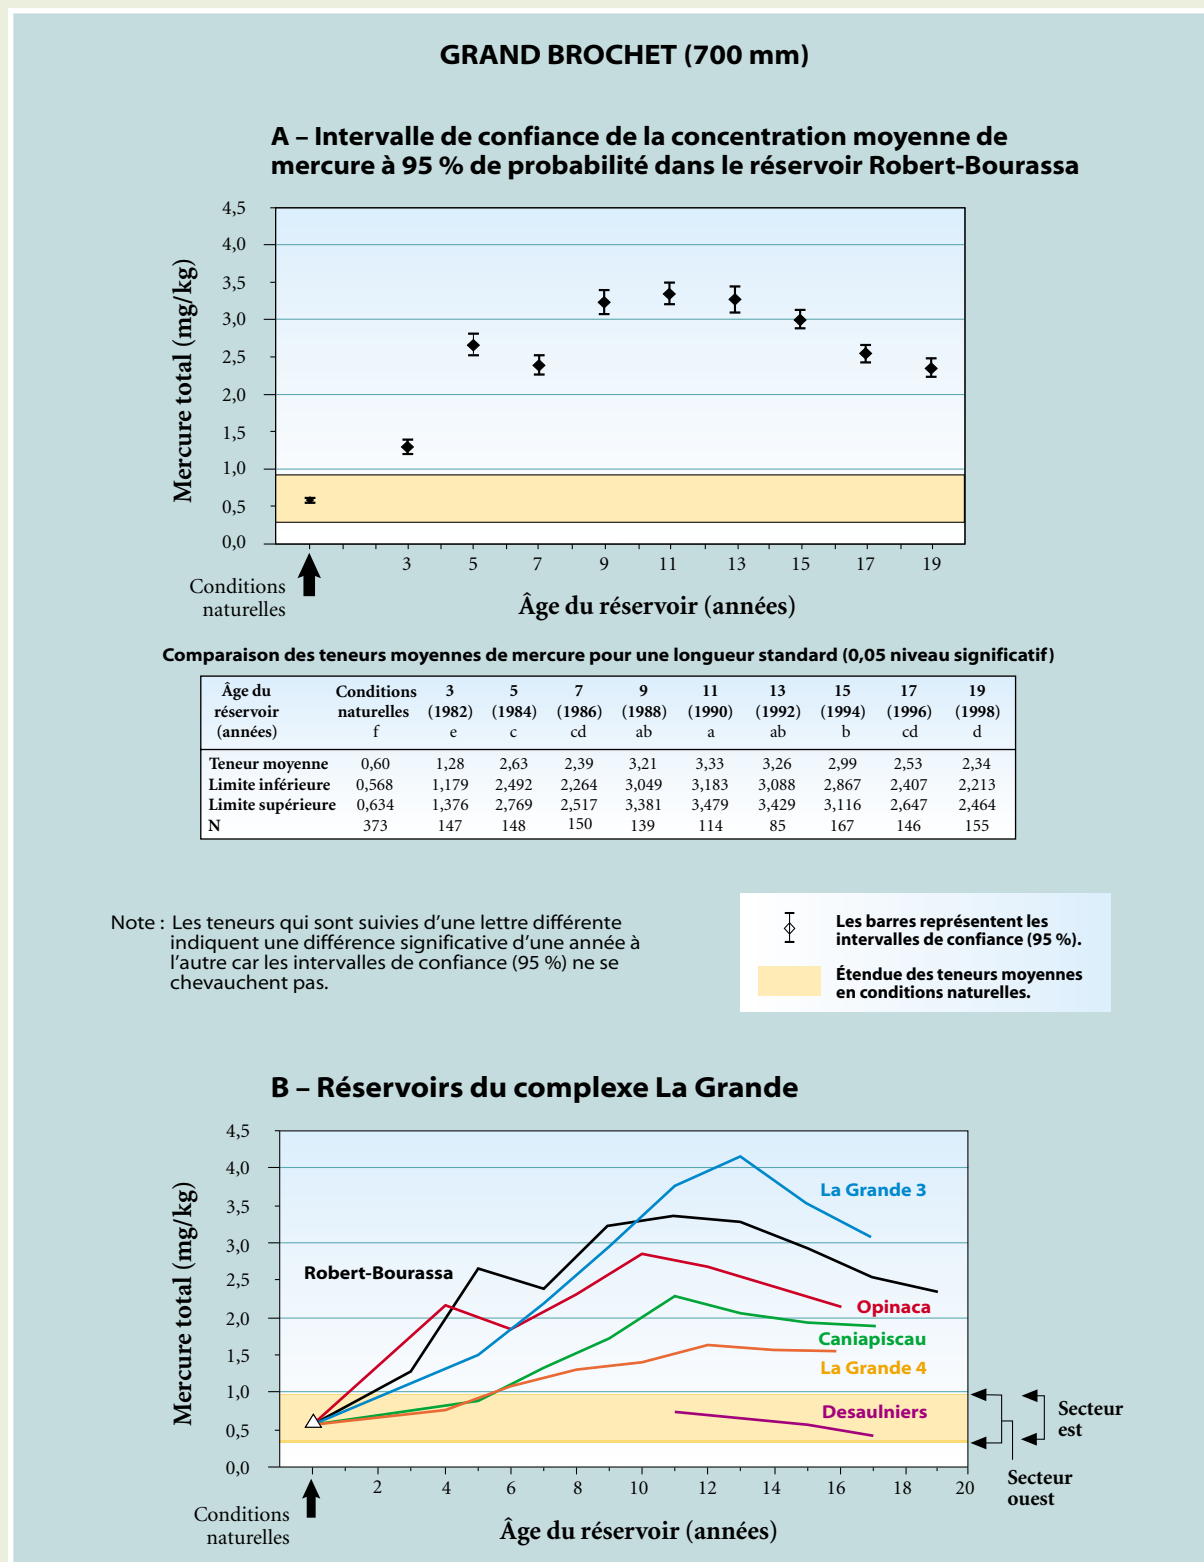 GRAND BROCHET (700 mm)
A – Intervalle de confiance de la concentration moyenne de
mercure à 95 % de probabilité dans le réservoir Robert-Bourassa
Mercure total (mg/kg)
4,5
4,0
3,5
3,0
2,5
2,0
1,5
1,0
0,5
0,0
3 5 7 9 11 13 15 17 19
Conditions
naturelles
Âge du réservoir (années)
Comparaison des teneurs moyennes de mercure pour une longueur standard (0,05 niveau significatif)
Âge du Conditions 3 5 7 9 11 13 15 17 19
réservoir naturelles (1982) (1984) (1986) (1988) (1990) (1992) (1994) (1996) (1998)
(années) f e c cd ab a ab b cd d
Teneur moyenne 0,60 1,28 2,63 2,39 3,21 3,33 3,26 2,99 2,53 2,34
Limite inférieure 0,568 1,179 2,492 2,264 3,049 3,183 3,088 2,867 2,407 2,213
Limite supérieure 0,634 1,376 2,769 2,517 3,381 3,479 3,429 3,116 2,647 2,464
N 373 147 148 150 139 114 85 167 146 155
Note : Les teneurs qui sont suivies d'une lettre différente
indiquent une différence significative d'une année à
l'autre car les intervalles de confiance (95 %) ne se
chevauchent pas.
Les barres représentent les
intervalles de confiance (95 %).
Étendue des teneurs moyennes
en conditions naturelles.
B – Réservoirs du complexe La Grande
Mercure total (mg/kg)
4,5
4,0
3,5
3,0
2,5
2,0
1,5
1,0
0,5
0,0
La Grande 3
Robert-Bourassa
Opinaca
Caniapiscau
La Grande 4
Desaulniers
Secteur
est
Secteur
ouest
2 4 6 8 10 12 14 16 18 20
Conditions
naturelles
Âge du réservoir (années)